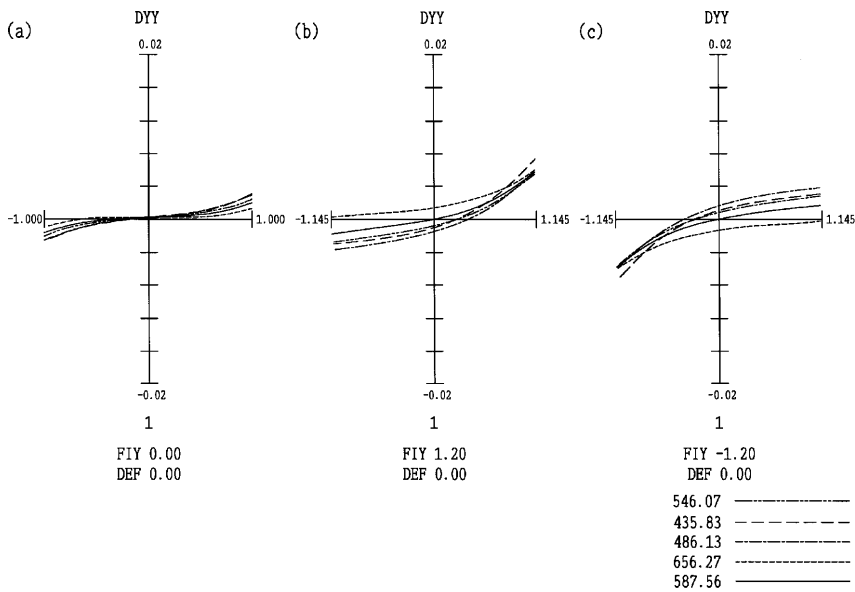 (a)
DYY
0.02
-1.000
1.000
-0.02
1
FIY 0.00
DEF 0.00
(b)
DYY
0.02
-1.145
1.145
-0.02
1
FIY 1.20
DEF 0.00
(c)
DYY
0.02
-1.145
1.145
-0.02
1
FIY -1.20
DEF 0.00
546.07
435.83
486.13
656.27
587.56